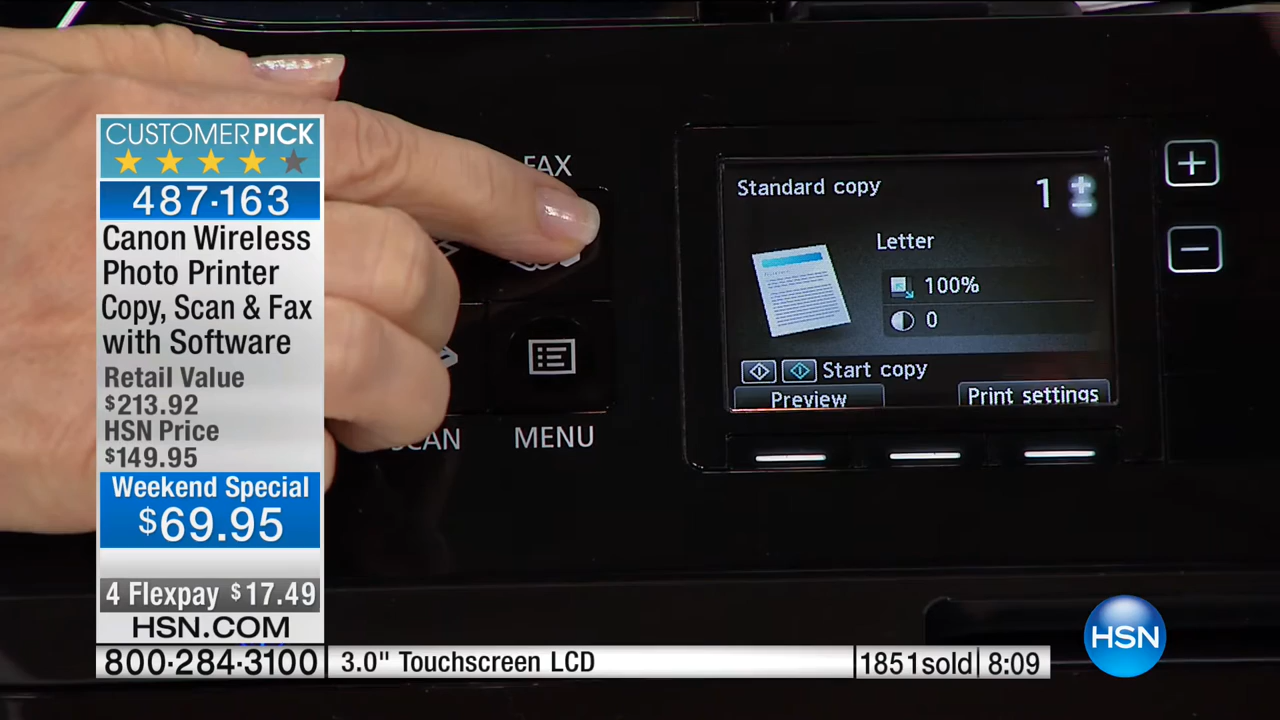 CUSTOMER PICK
487-163
Canon Wireless
Photo Printer
Copy, Scan & Fax
with Software
Retail Value
$213.92
HSN Price
$149.95
Weekend Special
$69.95
4 Flexpay $17.49
HSN.COM
800-284-3100
3.0" Touchscreen LCD
1851sold
8:09
HSN
FAX
SCAN
MENU
Standard copy
1
+
-
Letter
100%
0
Start copy
Preview
Print settings
+
-